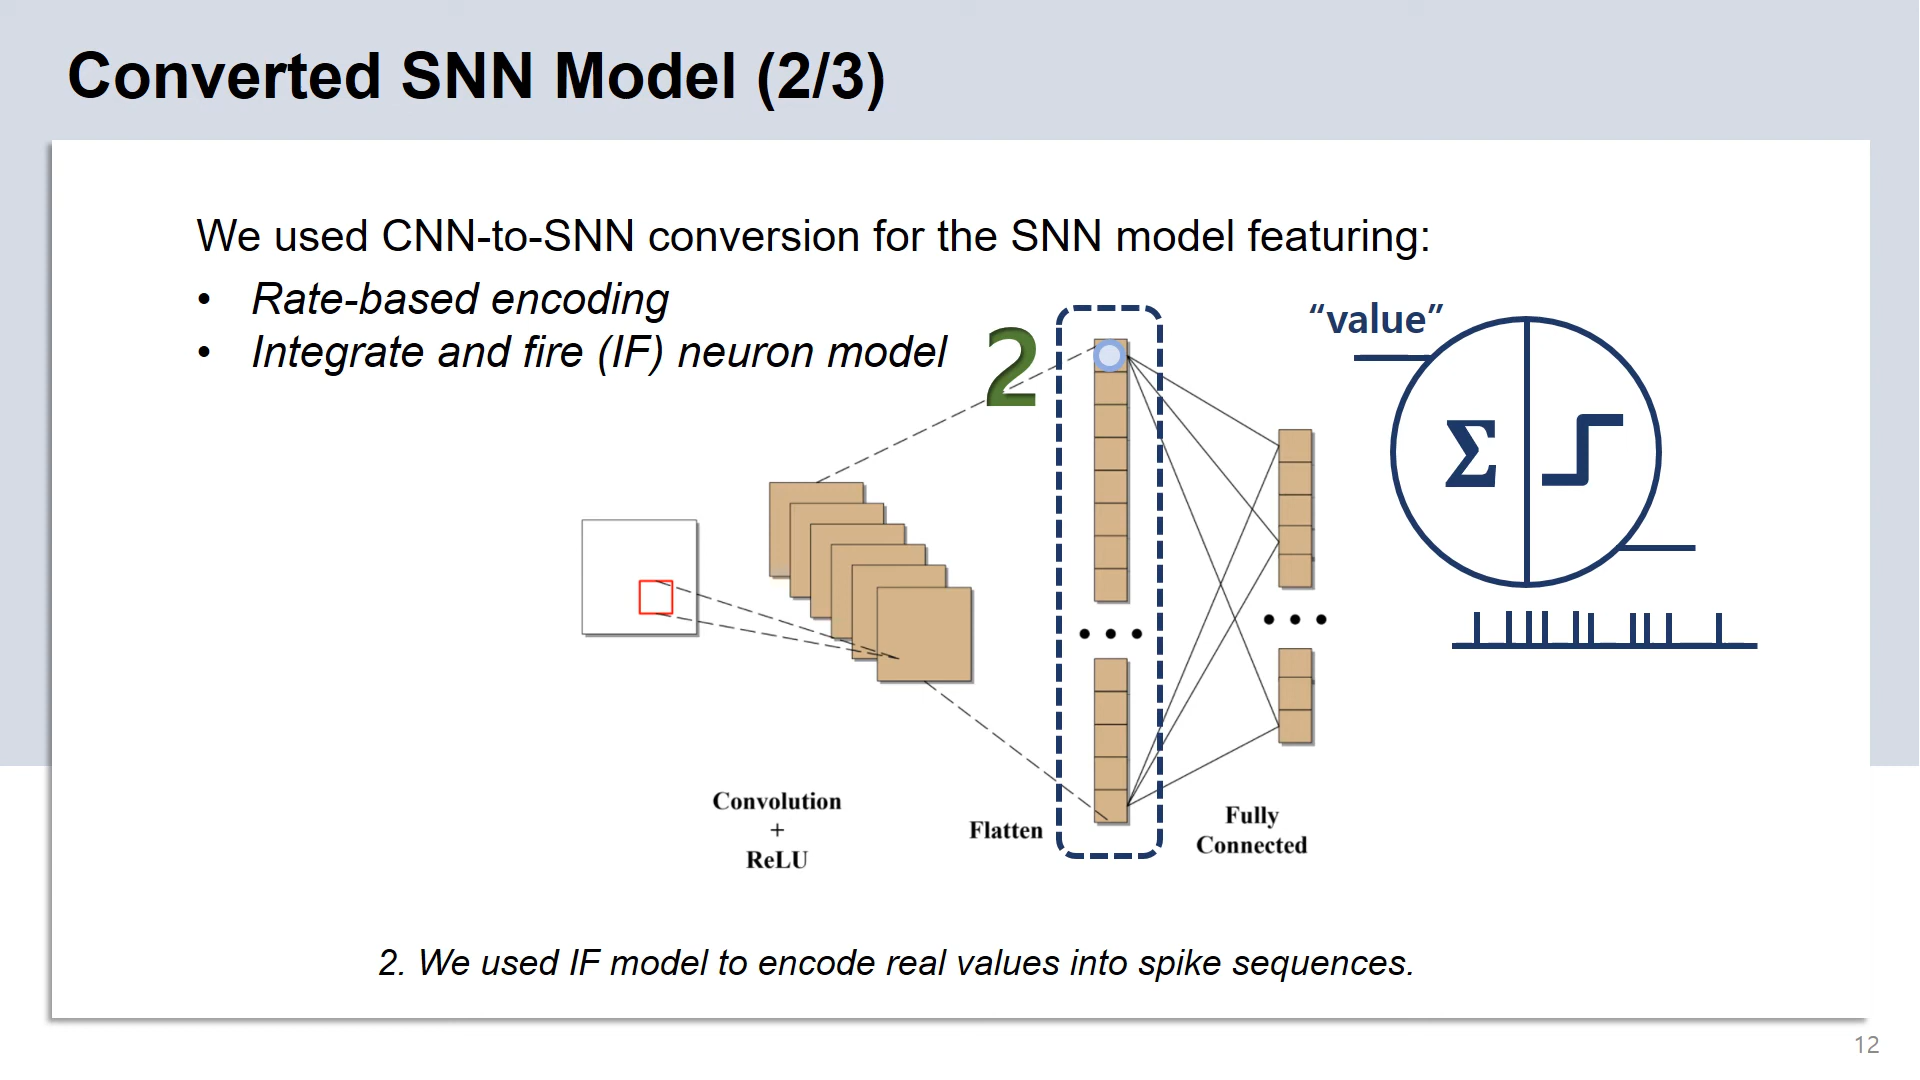 Converted SNN Model (2/3)
We used CNN-to-SNN conversion for the SNN model featuring:
• Rate-based encoding
• Integrate and fire (IF) neuron model
2
“value”
Σ
Convolution
+
ReLU
Flatten
Fully
Connected
2. We used IF model to encode real values into spike sequences.
12